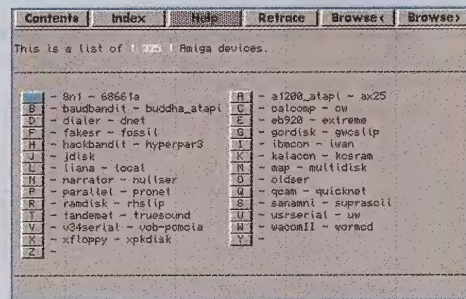 Contents Index Help Retrace Browse < Browse >
This is a list of Amiga devices.
- 8n1 - 68661a A - a1200_atapi - ax25
B - baudbandit - buddha_atapi C - calcomp - cw
D - dialer - dnet E - eb920 - extreme
F - fakesr - fossil G - gordisk - gwcslip
H - hackbandit - hyperpar3 I - ibmcon - iwan
J - jdisk K - kalacon - kcsram
L - liana - local M - map - multidisk
N - narrator - nullser O - oldser
P - parallel - pronet Q - qcam - quicknet
R - ramdisk - rhslip S - sanamni - suprascii
T - tandemat - truesound U - usrserial - uw
V - v34serial - vob-pcmcia W - wacomII - wormcd
X - xfloppy - xpkdisk Y -
Z -